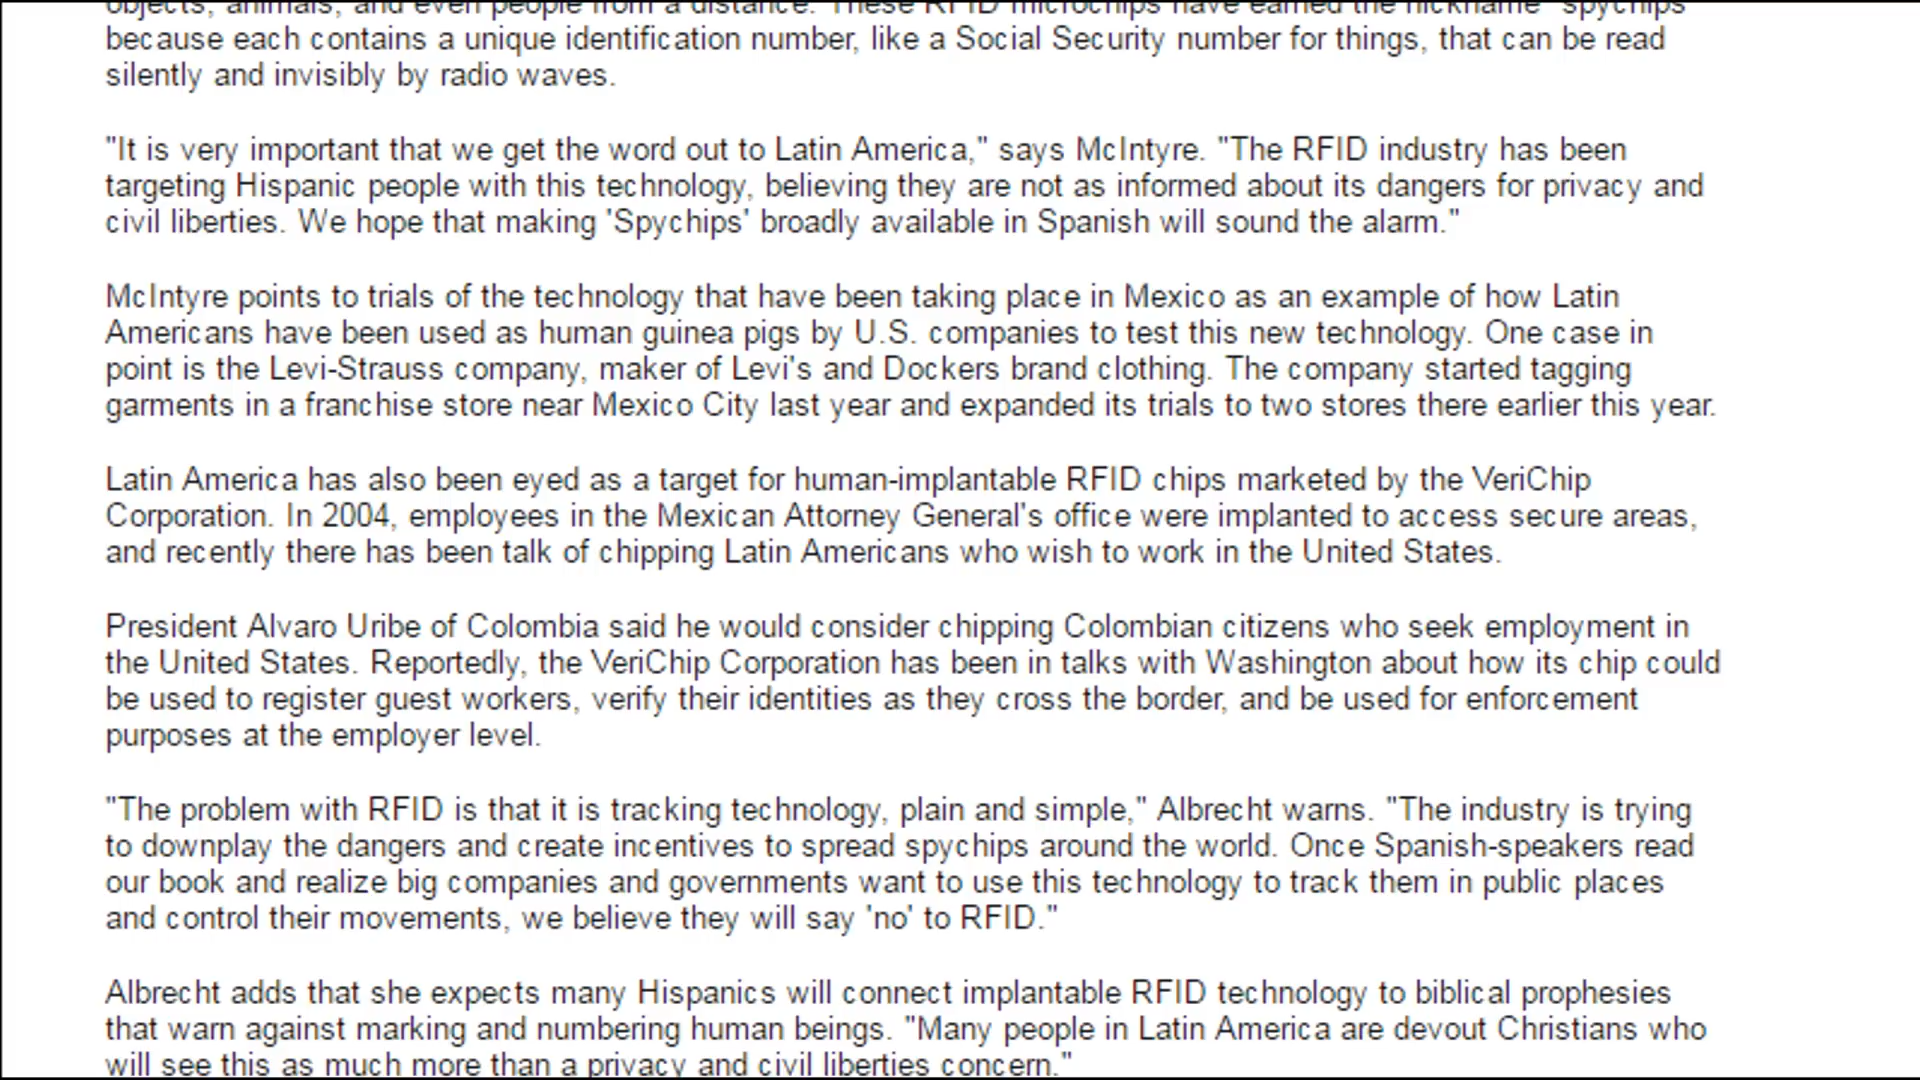 objects, animals, and even people from a distance. These RFID microchips have earned the nickname "spychips"
because each contains a unique identification number, like a Social Security number for things, that can be read
silently and invisibly by radio waves.
"It is very important that we get the word out to Latin America," says McIntyre. "The RFID industry has been
targeting Hispanic people with this technology, believing they are not as informed about its dangers for privacy and
civil liberties. We hope that making 'Spychips' broadly available in Spanish will sound the alarm."
McIntyre points to trials of the technology that have been taking place in Mexico as an example of how Latin
Americans have been used as human guinea pigs by U.S. companies to test this new technology. One case in
point is the Levi-Strauss company, maker of Levi's and Dockers brand clothing. The company started tagging
garments in a franchise store near Mexico City last year and expanded its trials to two stores there earlier this year.
Latin America has also been eyed as a target for human-implantable RFID chips marketed by the VeriChip
Corporation. In 2004, employees in the Mexican Attorney General's office were implanted to access secure areas,
and recently there has been talk of chipping Latin Americans who wish to work in the United States.
President Alvaro Uribe of Colombia said he would consider chipping Colombian citizens who seek employment in
the United States. Reportedly, the VeriChip Corporation has been in talks with Washington about how its chip could
be used to register guest workers, verify their identities as they cross the border, and be used for enforcement
purposes at the employer level.
"The problem with RFID is that it is tracking technology, plain and simple," Albrecht warns. "The industry is trying
to downplay the dangers and create incentives to spread spychips around the world. Once Spanish-speakers read
our book and realize big companies and governments want to use this technology to track them in public places
and control their movements, we believe they will say 'no' to RFID."
Albrecht adds that she expects many Hispanics will connect implantable RFID technology to biblical prophesies
that warn against marking and numbering human beings. "Many people in Latin America are devout Christians who
will see this as much more than a privacy and civil liberties concern."